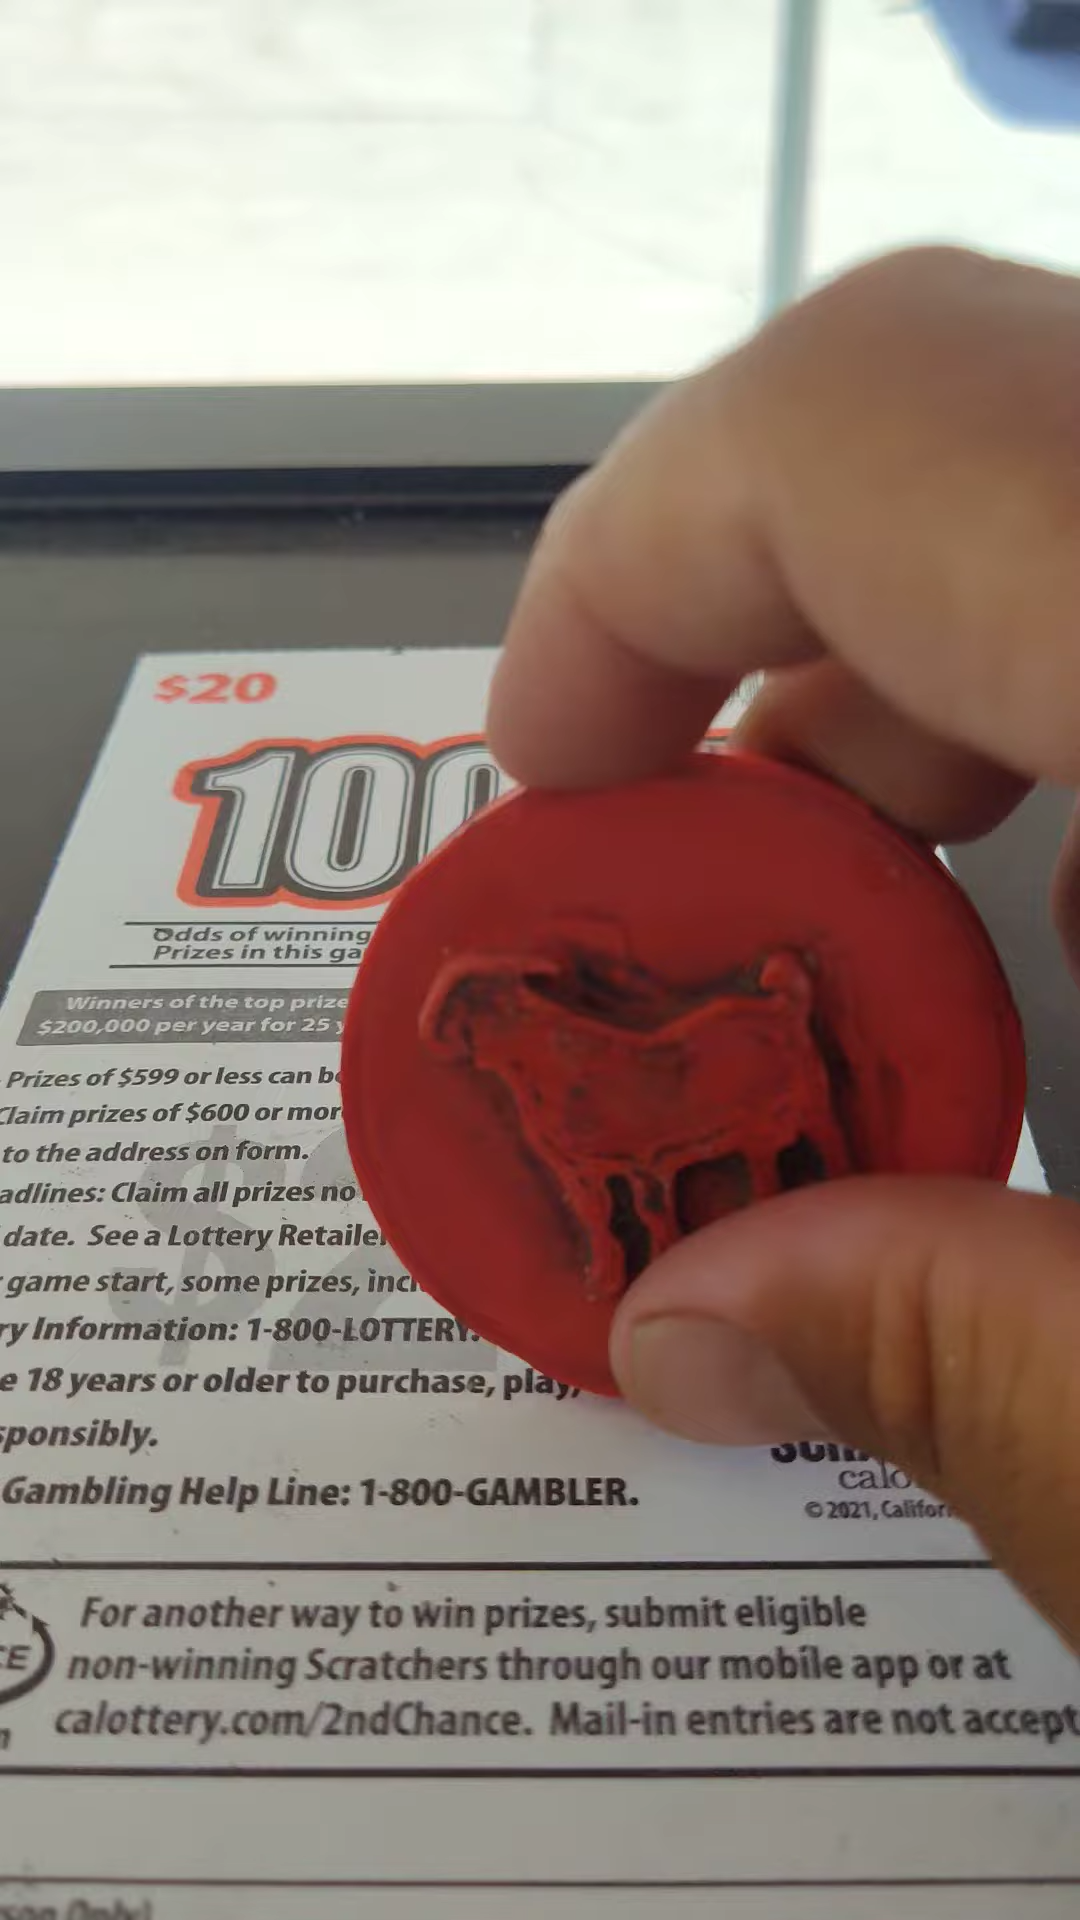 $20
100
Odds of winning
Prizes in this ga
Winners of the top prize
$200,000 per year for 25 y
Prizes of $599 or less can be
Claim prizes of $600 or mor
to the address on form.
adlines: Claim all prizes no
date. See a Lottery Retailer
game start, some prizes, incl
ry Information: 1-800-LOTTERY.
e 18 years or older to purchase, play,
sponsibly.
Gambling Help Line: 1-800-GAMBLER.
calo
© 2021, Californ
For another way to win prizes, submit eligible
CE non-winning Scratchers through our mobile app or at
calottery.com/2ndChance. Mail-in entries are not accept